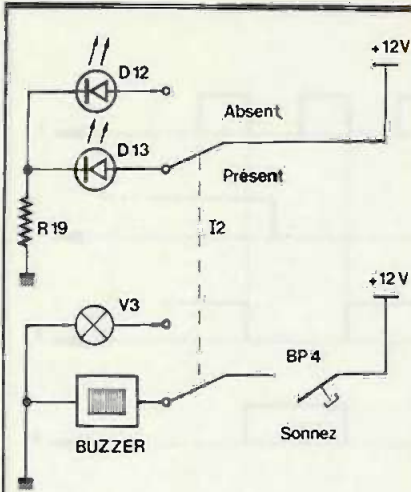 D12
+12V
Absent
D13
Présent
R19
I2
V3
+12V
BP4
BUZZER
Sonnez